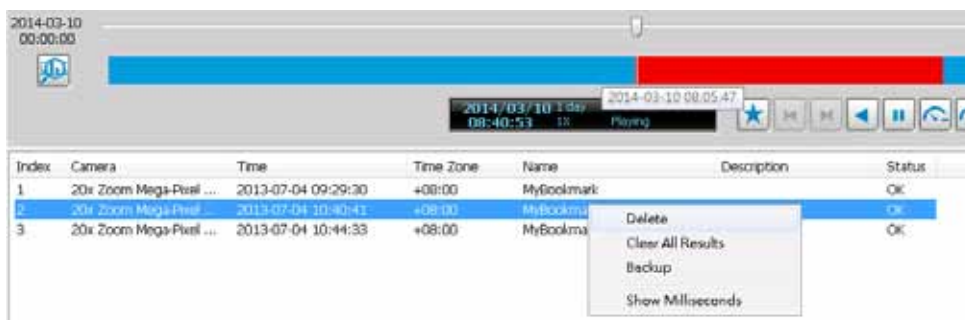 2014-03-10
00:00:00
2014-03-10 08:05:47
2014/03/10 1 day
08:40:53 1X Playing
Index Camera Time Time Zone Name Description Status
1 20x Zoom Mega-Pixel ... 2013-07-04 09:29:30 +08:00 MyBookmark OK
2 20x Zoom Mega-Pixel ... 2013-07-04 10:40:41 +08:00 MyBookma OK
3 20x Zoom Mega-Pixel ... 2013-07-04 10:44:33 +08:00 MyBookma OK
Delete
Clear All Results
Backup
Show Milliseconds